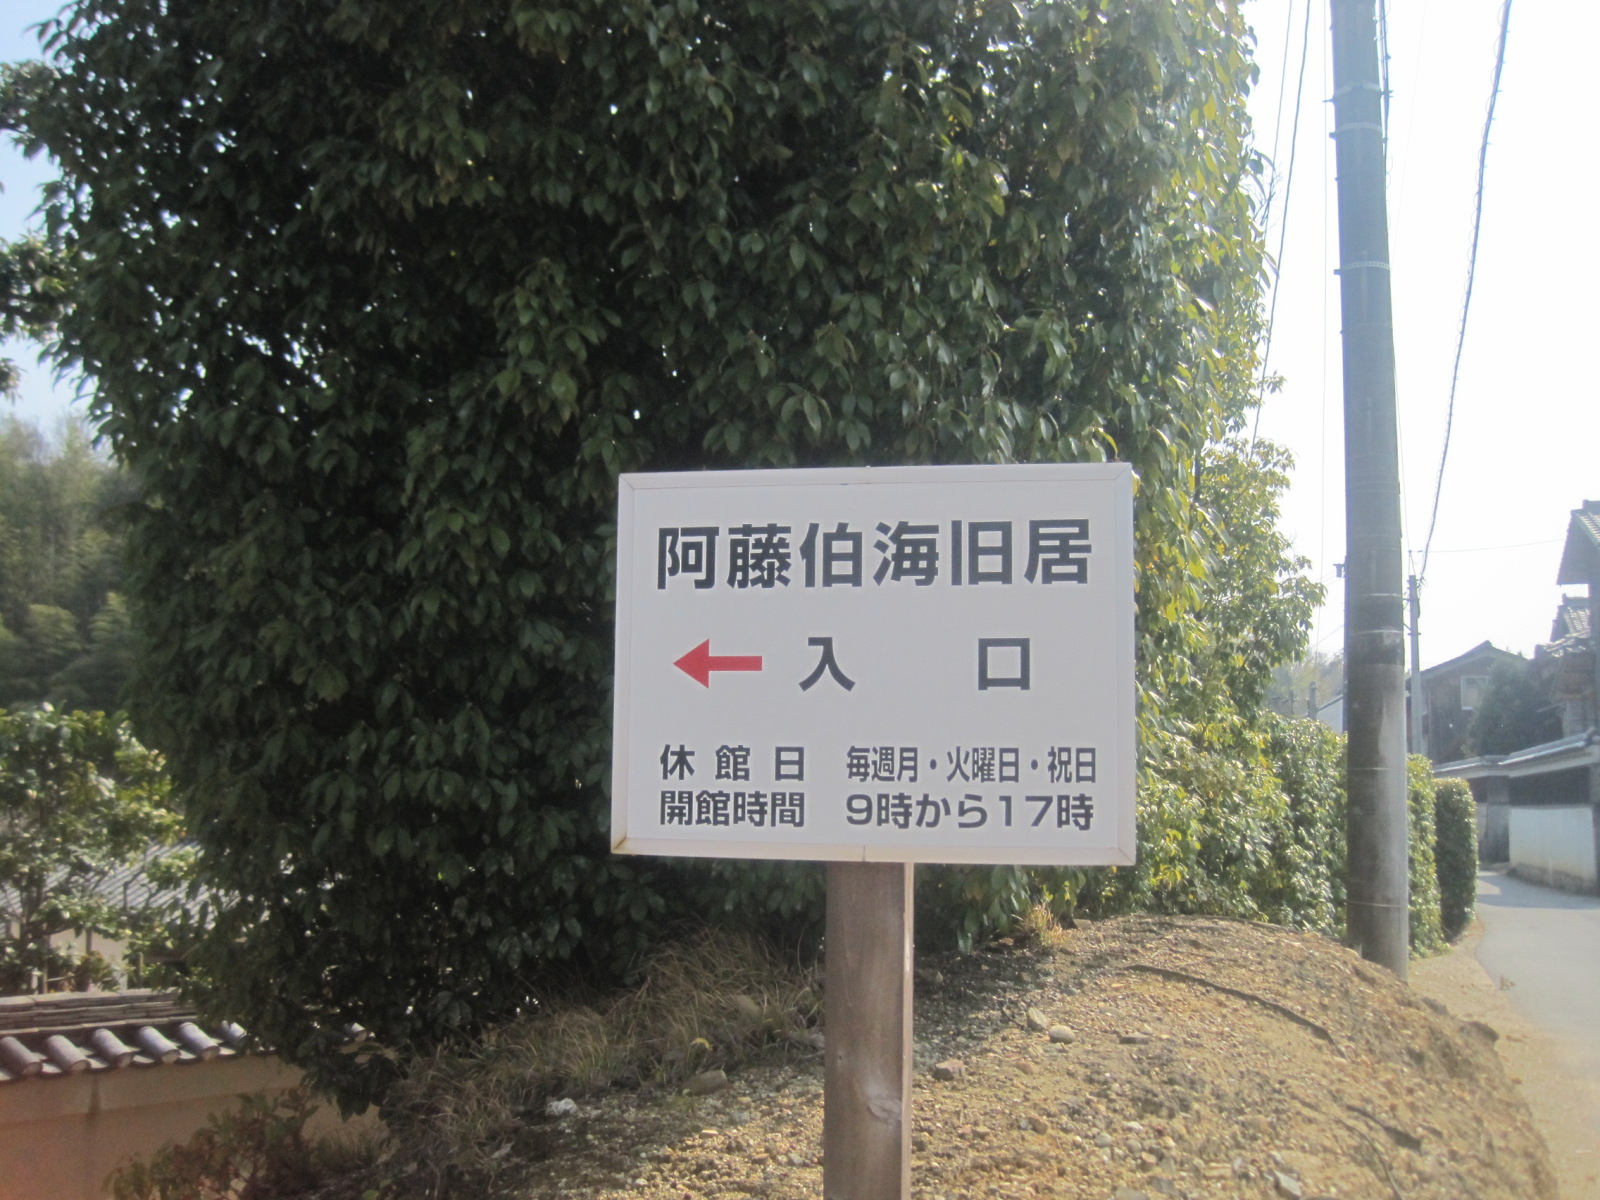 阿藤伯海旧居
← 入口
休館日 毎週月・火曜日・祝日
開館時間 9時から17時